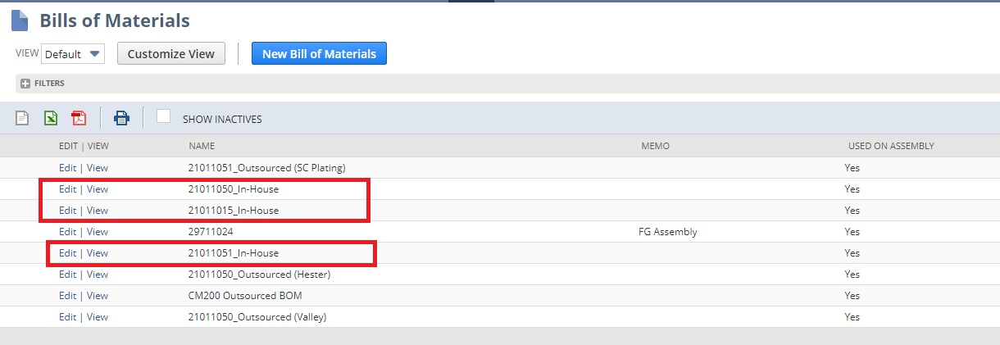 Bills of Materials
VIEW Default Customize View New Bill of Materials
FILTERS
SHOW INACTIVES
EDIT | VIEW NAME MEMO USED ON ASSEMBLY
Edit | View 21011051_Outsourced (SC Plating) Yes
Edit | View 21011050_In-House Yes
Edit | View 21011015_In-House Yes
Edit | View 29711024 FG Assembly Yes
Edit | View 21011051_In-House Yes
Edit | View 21011050_Outsourced (Hester) Yes
Edit | View CM200 Outsourced BOM Yes
Edit | View 21011050_Outsourced (Valley) Yes